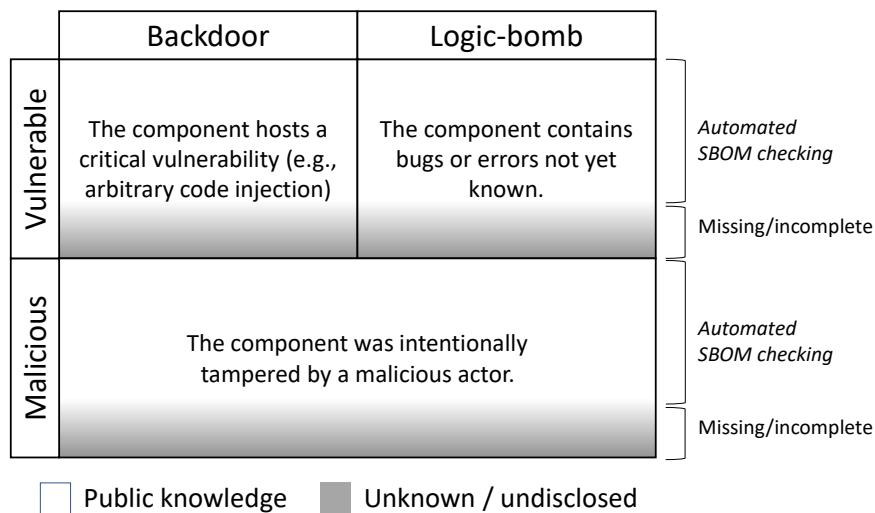 Backdoor
Logic-bomb
Vulnerable
The component hosts a
critical vulnerability (e.g.,
arbitrary code injection)
The component contains
bugs or errors not yet
known.
Automated
SBOM checking
Missing/incomplete
Malicious
The component was intentionally
tampered by a malicious actor.
Automated
SBOM checking
Missing/incomplete
Public knowledge
Unknown / undisclosed